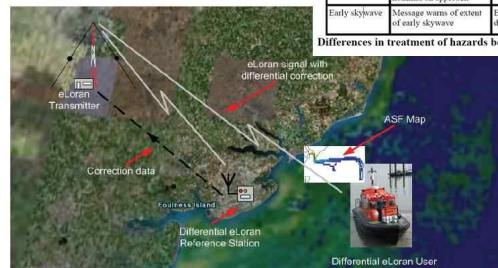 Early skywave
Message warns of extent
of early skywave
Differences in treatment of hazards
eLoran signal with
differential correction
eLoran
Transmitter
ASF Map
Correction data
Foulness Island
Differential eLoran
Reference Station
Differential eLoran User